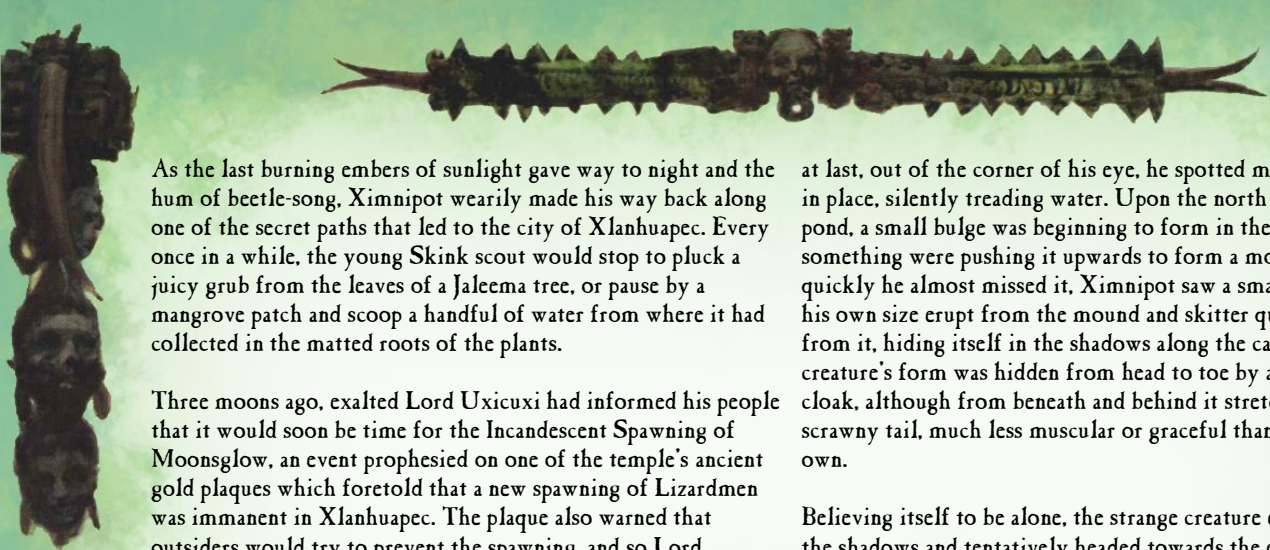 As the last burning embers of sunlight gave way to night and the
hum of beetle-song, Ximnipot wearily made his way back along
one of the secret paths that led to the city of Xlanhuapec. Every
once in a while, the young Skink scout would stop to pluck a
juicy grub from the leaves of a Jaleema tree, or pause by a
mangrove patch and scoop a handful of water from where it had
collected in the matted roots of the plants.
Three moons ago, exalted Lord Uxicuxi had informed his people
that it would soon be time for the Incandescent Spawning of
Moonsglow, an event prophesied on one of the temple's ancient
gold plaques which foretold that a new spawning of Lizardmen
was immanent in Xlanhuapec. The plaque also warned that
outsiders would try to prevent the spawning, and so Lord
at last, out of the corner of his eye, he spotted
in place, silently treading water. Upon the north
pond, a small bulge was beginning to form in the
something were pushing it upwards to form a
quickly he almost missed it, Ximnipot saw a
his own size erupt from the mound and skitter
from it, hiding itself in the shadows along the
creature's form was hidden from head to toe by
cloak, although from beneath and behind it
scrawny tail, much less muscular or graceful than
own.
Believing itself to be alone, the strange creature
the shadows and tentatively headed towards the